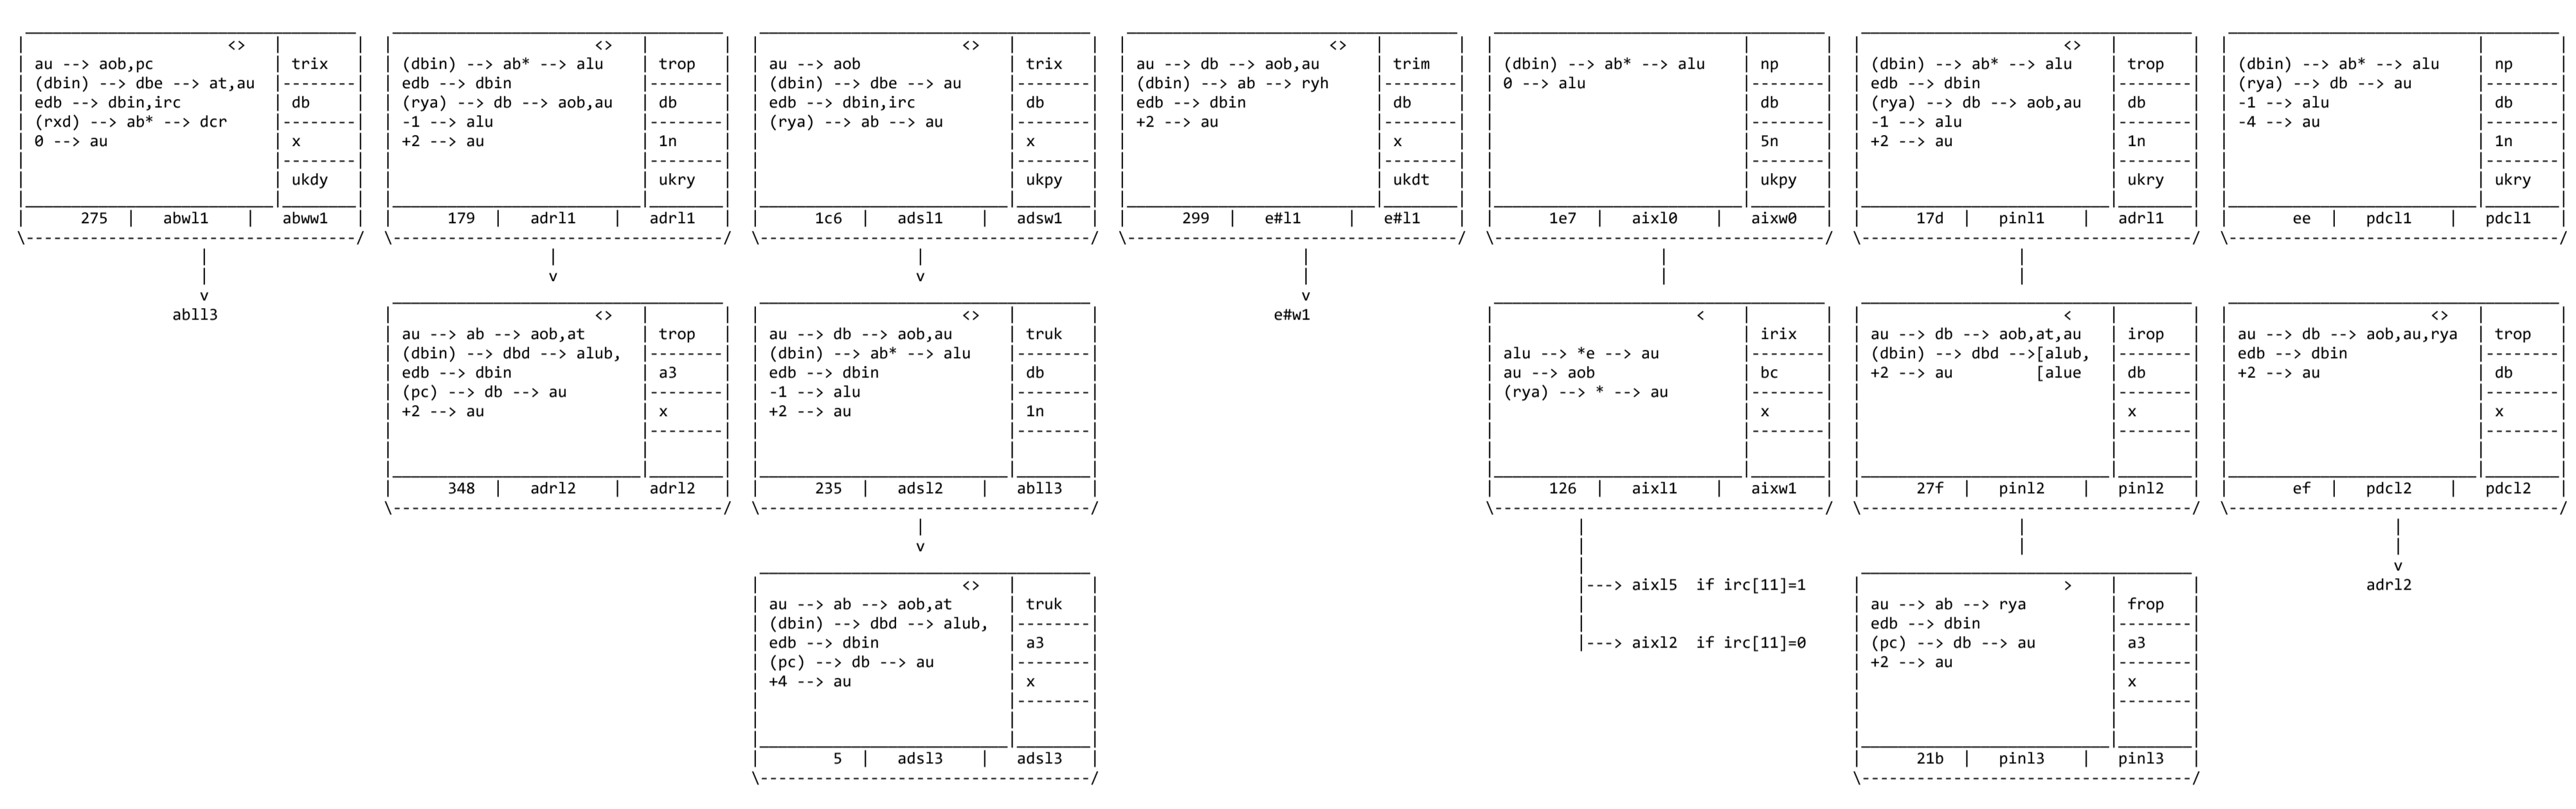 <>
au --> aob,pc
(dbin) --> dbe --> at,au
edb --> dbin,irc
(rxd) --> ab* --> dcr
0 --> au
trix
db
x
ukdy
275 | abwl1 | abww1
abll3
<>
(dbin) --> ab* --> alu
edb --> dbin
(rya) --> db --> aob,au
-1 --> alu
+2 --> au
trop
db
1n
ukry
179 | adrl1 | adrl1
<>
au --> ab --> aob,at
(dbin) --> dbd --> alub,
edb --> dbin
(pc) --> db --> au
+2 --> au
trop
a3
x
348 | adrl2 | adrl2
<>
au --> aob
(dbin) --> dbe --> au
edb --> dbin,irc
(rya) --> ab --> au
trix
db
x
ukpy
1c6 | adsl1 | adsw1
<>
au --> db --> aob,au
(dbin) --> ab* --> alu
edb --> dbin
-1 --> alu
+2 --> au
truk
db
1n
235 | adsl2 | abll3
<>
au --> ab --> aob,at
(dbin) --> dbd --> alub,
edb --> dbin
(pc) --> db --> au
+4 --> au
truk
a3
x
5 | adsl3 | adsl3
<>
au --> db --> aob,au
(dbin) --> ab --> ryh
edb --> dbin
+2 --> au
trim
db
x
ukdt
299 | e#l1 | e#l1
e#w1
(dbin) --> ab* --> alu
0 --> alu
np
db
5n
ukpy
1e7 | aixl0 | aixw0
<
alu --> *e --> au
au --> aob
(rya) --> * --> au
irix
bc
x
126 | aixl1 | aixw1
|---> aixl5 if irc[11]=1
|---> aixl2 if irc[11]=0
<>
(dbin) --> ab* --> alu
edb --> dbin
(rya) --> db --> aob,au
-1 --> alu
+2 --> au
trop
db
1n
ukry
17d | pinl1 | adrl1
<
au --> db --> aob,at,au
(dbin) --> dbd -->[alub,
+2 --> au [alue
irop
db
x
27f | pinl2 | pinl2
>
au --> ab --> rya
edb --> dbin
(pc) --> db --> au
+2 --> au
frop
a3
x
21b | pinl3 | pinl3
(dbin) --> ab* --> alu
(rya) --> db --> au
-1 --> alu
-4 --> au
np
db
1n
ukry
ee | pdcl1 | pdcl1
<>
au --> db --> aob,au,rya
edb --> dbin
+2 --> au
trop
db
x
ef | pdcl2 | pdcl2
adrl2